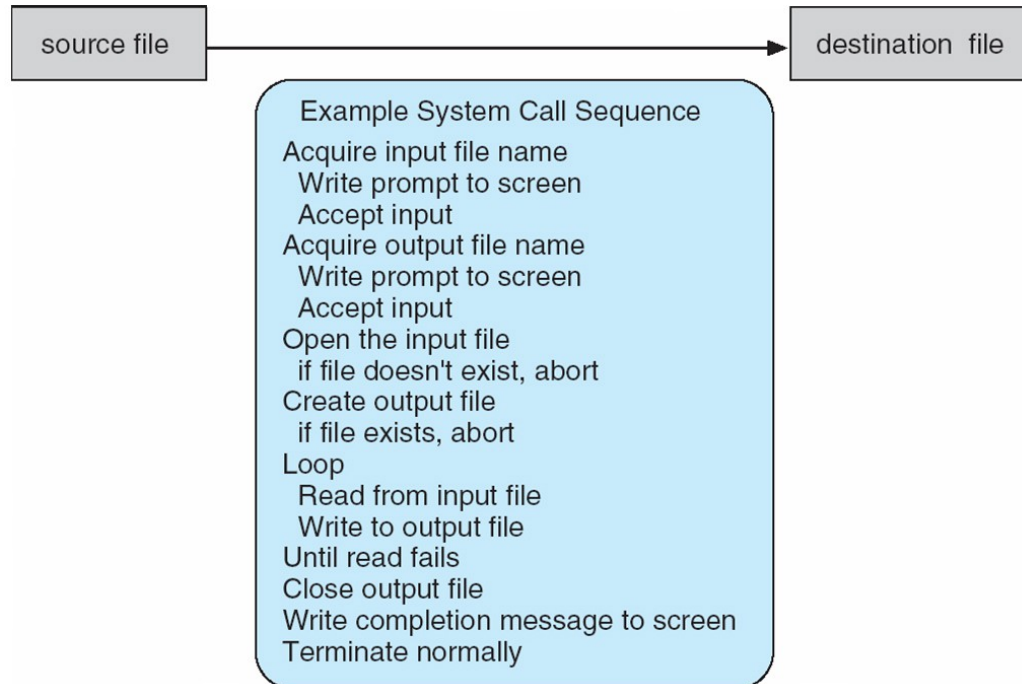 source file
destination file
Example System Call Sequence
Acquire input file name
Write prompt to screen
Accept input
Acquire output file name
Write prompt to screen
Accept input
Open the input file
if file doesn't exist, abort
Create output file
if file exists, abort
Loop
Read from input file
Write to output file
Until read fails
Close output file
Write completion message to screen
Terminate normally